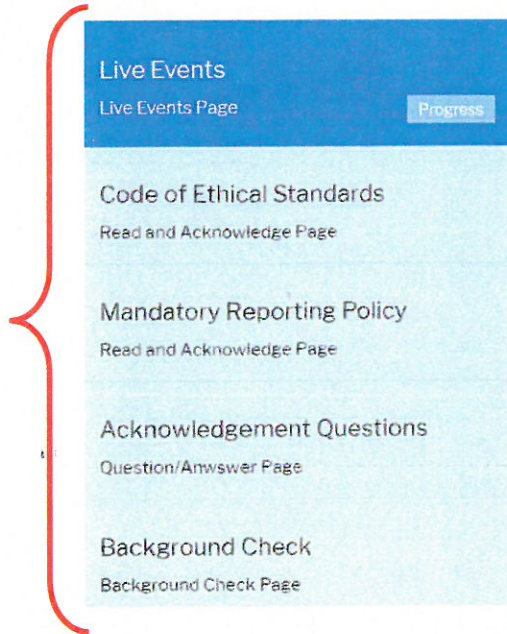 Live Events
Live Events Page Progress
Code of Ethical Standards
Read and Acknowledge Page
Mandatory Reporting Policy
Read and Acknowledge Page
Acknowledgement Questions
Question/Anwswer Page
Background Check
Background Check Page